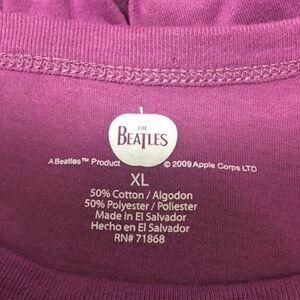 THE
BEATLES
A Beatles™ Product © 2009 Apple Corps LTD
XL
50% Cotton / Algodon
50% Polyester / Poliester
Made in El Salvador
Hecho en El Salvador
RN# 71868